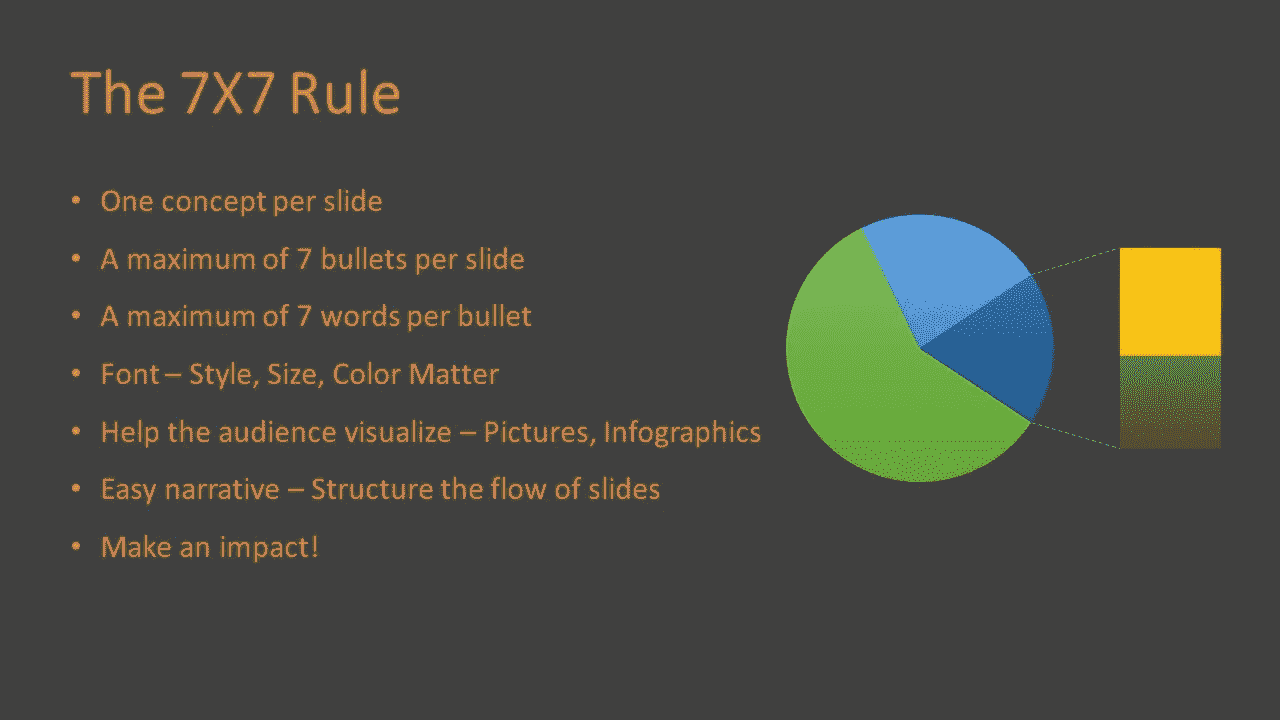 The 7X7 Rule
• One concept per slide
• A maximum of 7 bullets per slide
• A maximum of 7 words per bullet
• Font – Style, Size, Color Matter
• Help the audience visualize – Pictures, Infographics
• Easy narrative – Structure the flow of slides
• Make an impact!